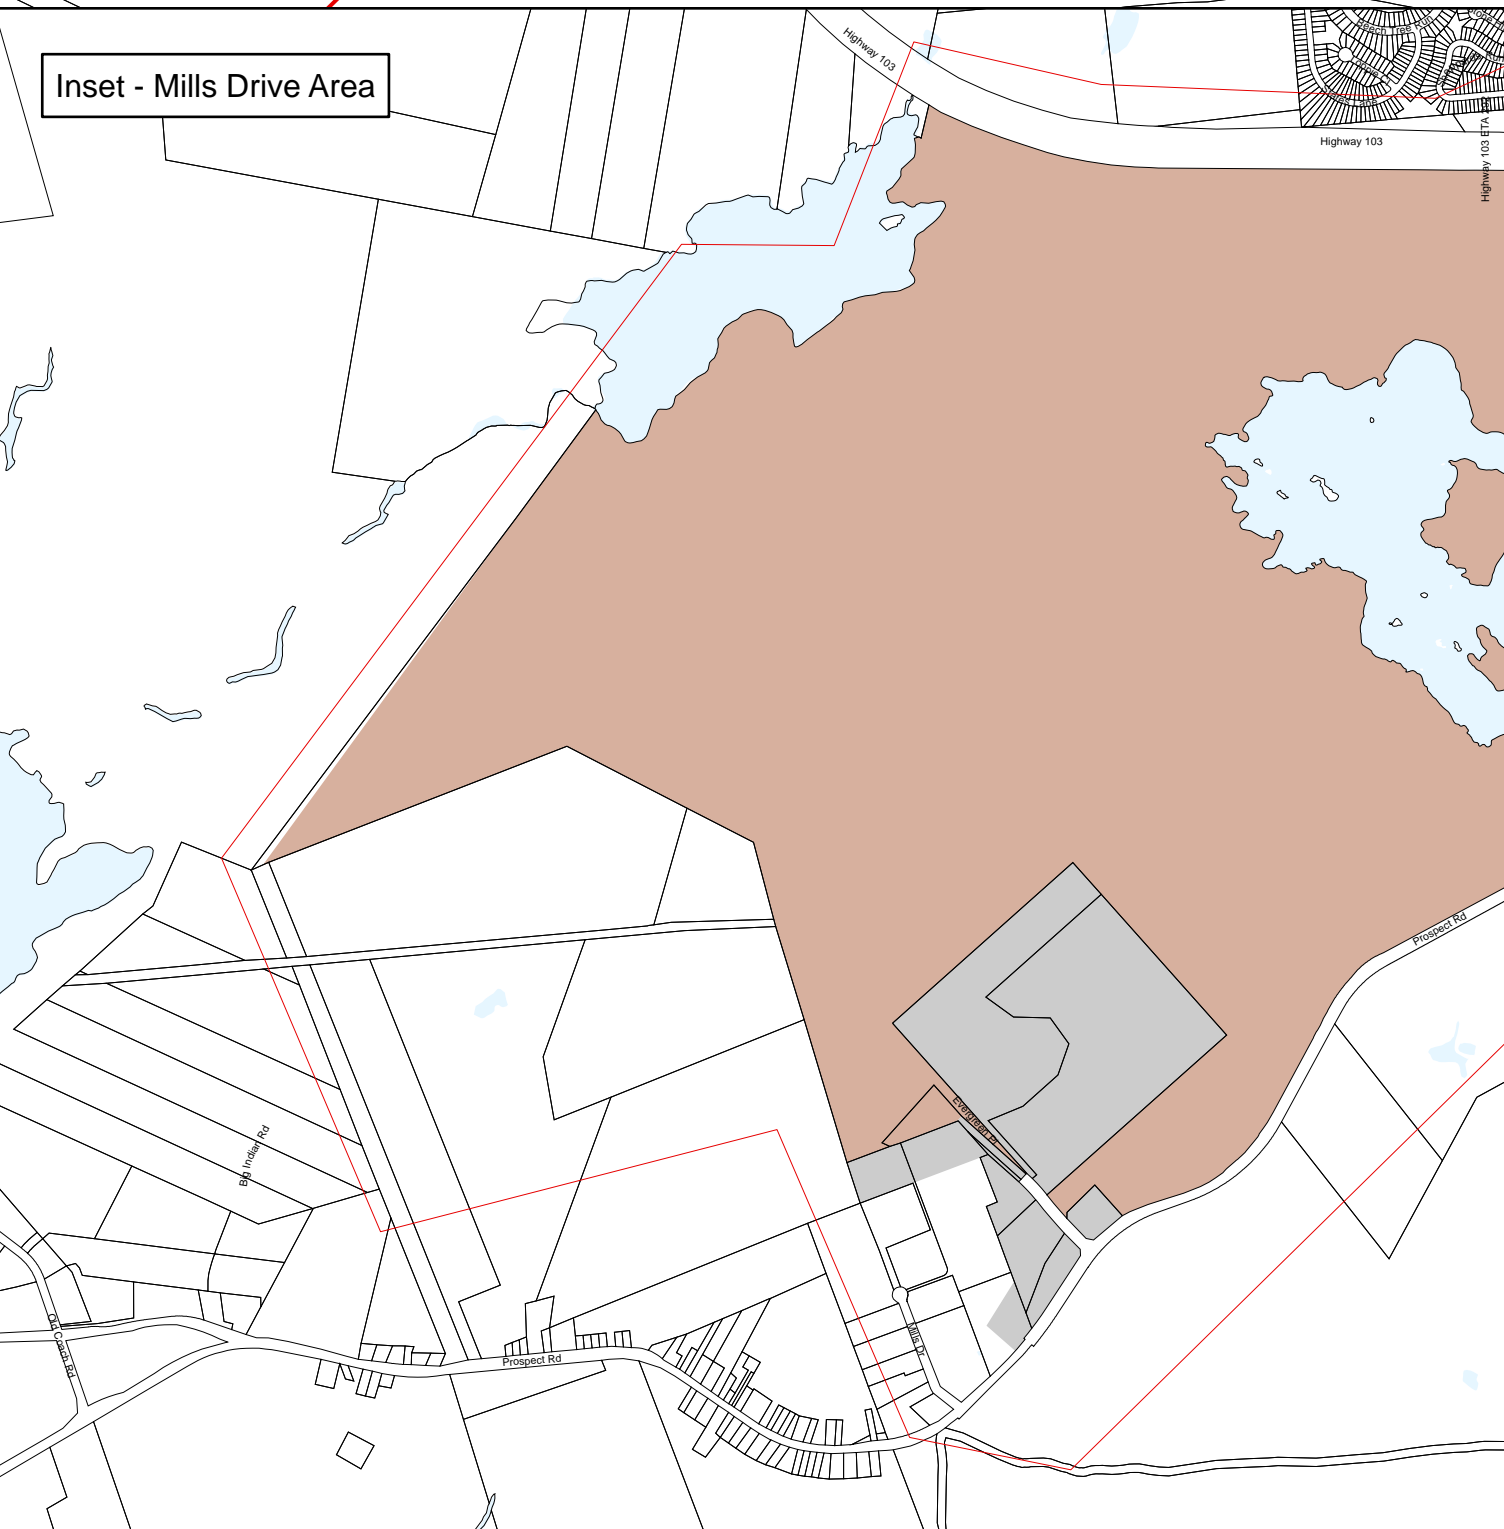 Inset - Mills Drive Area
Highway 103
Beech Tree Run
Highway 103
Highway 103 ETA
Prospect Rd
Evergreen Pl
Big Indian Rd
Old Coach Rd
Prospect Rd
Mills Dr